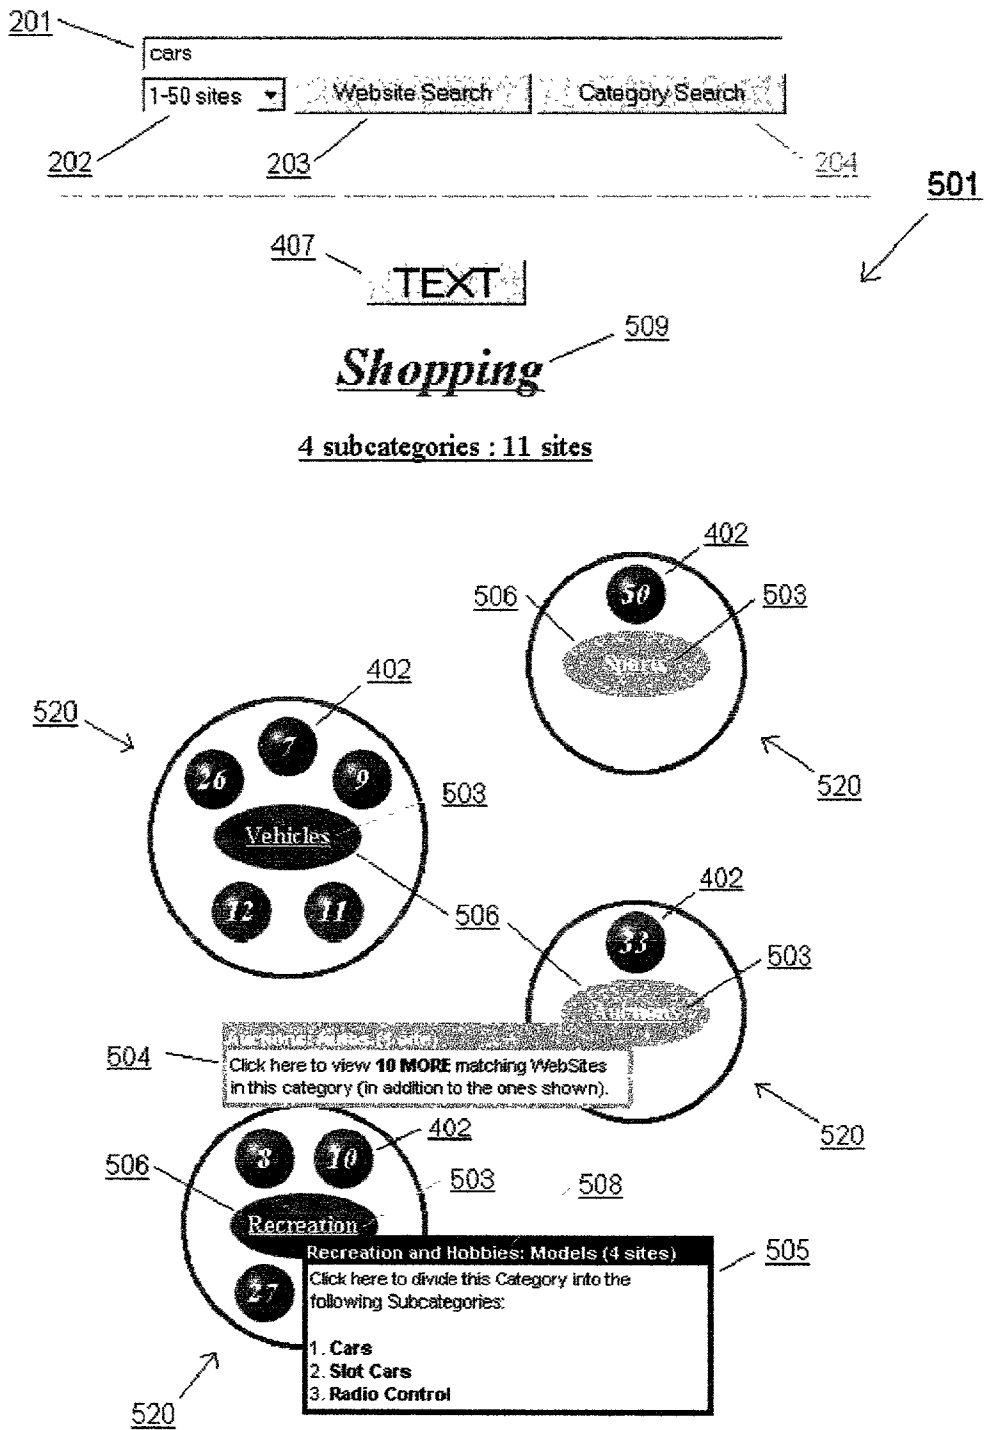 201
cars
1-50 sites Website Search Category Search
202 203 204
501
407
TEXT
509
Shopping
4 subcategories : 11 sites
402
50
506 503
Sports
402
520
7
520
26 9
503
Vehicles
402
12 11
506
33
503
Auctions
504
Click here to view 10 MORE matching WebSites
in this category (in addition to the ones shown).
520
402
8 10
506 503 508
Recreation
Recreation and Hobbies: Models (4 sites)
505
Click here to divide this Category into the
following Subcategories:
27
1. Cars
2. Slot Cars
3. Radio Control
520